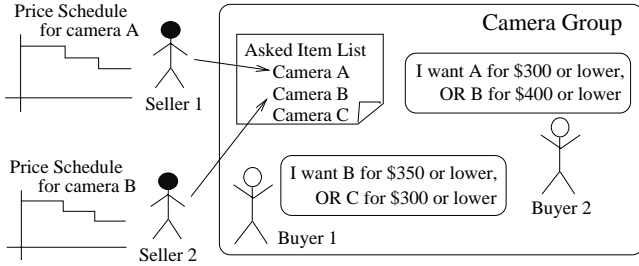 Price Schedule
for camera A
Seller 1
Price Schedule
for camera B
Seller 2
Camera Group
Asked Item List
Camera A
Camera B
Camera C
I want A for $300 or lower,
OR B for $400 or lower
Buyer 2
I want B for $350 or lower,
OR C for $300 or lower
Buyer 1